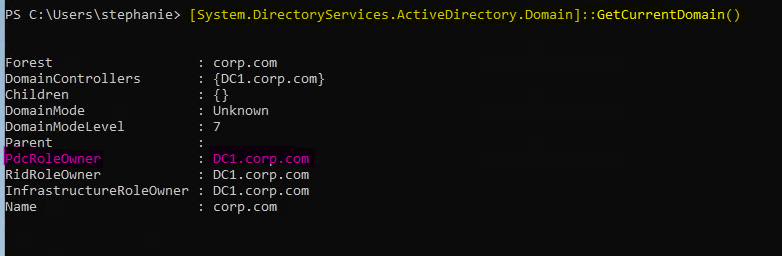 PS C:\Users\stephanie> [System.DirectoryServices.ActiveDirectory.Domain]::GetCurrentDomain()
Forest                  : corp.com
DomainControllers       : {DC1.corp.com}
Children                : {}
DomainMode              : Unknown
DomainModeLevel         : 7
Parent                  :
PdcRoleOwner            : DC1.corp.com
RidRoleOwner            : DC1.corp.com
InfrastructureRoleOwner : DC1.corp.com
Name                    : corp.com